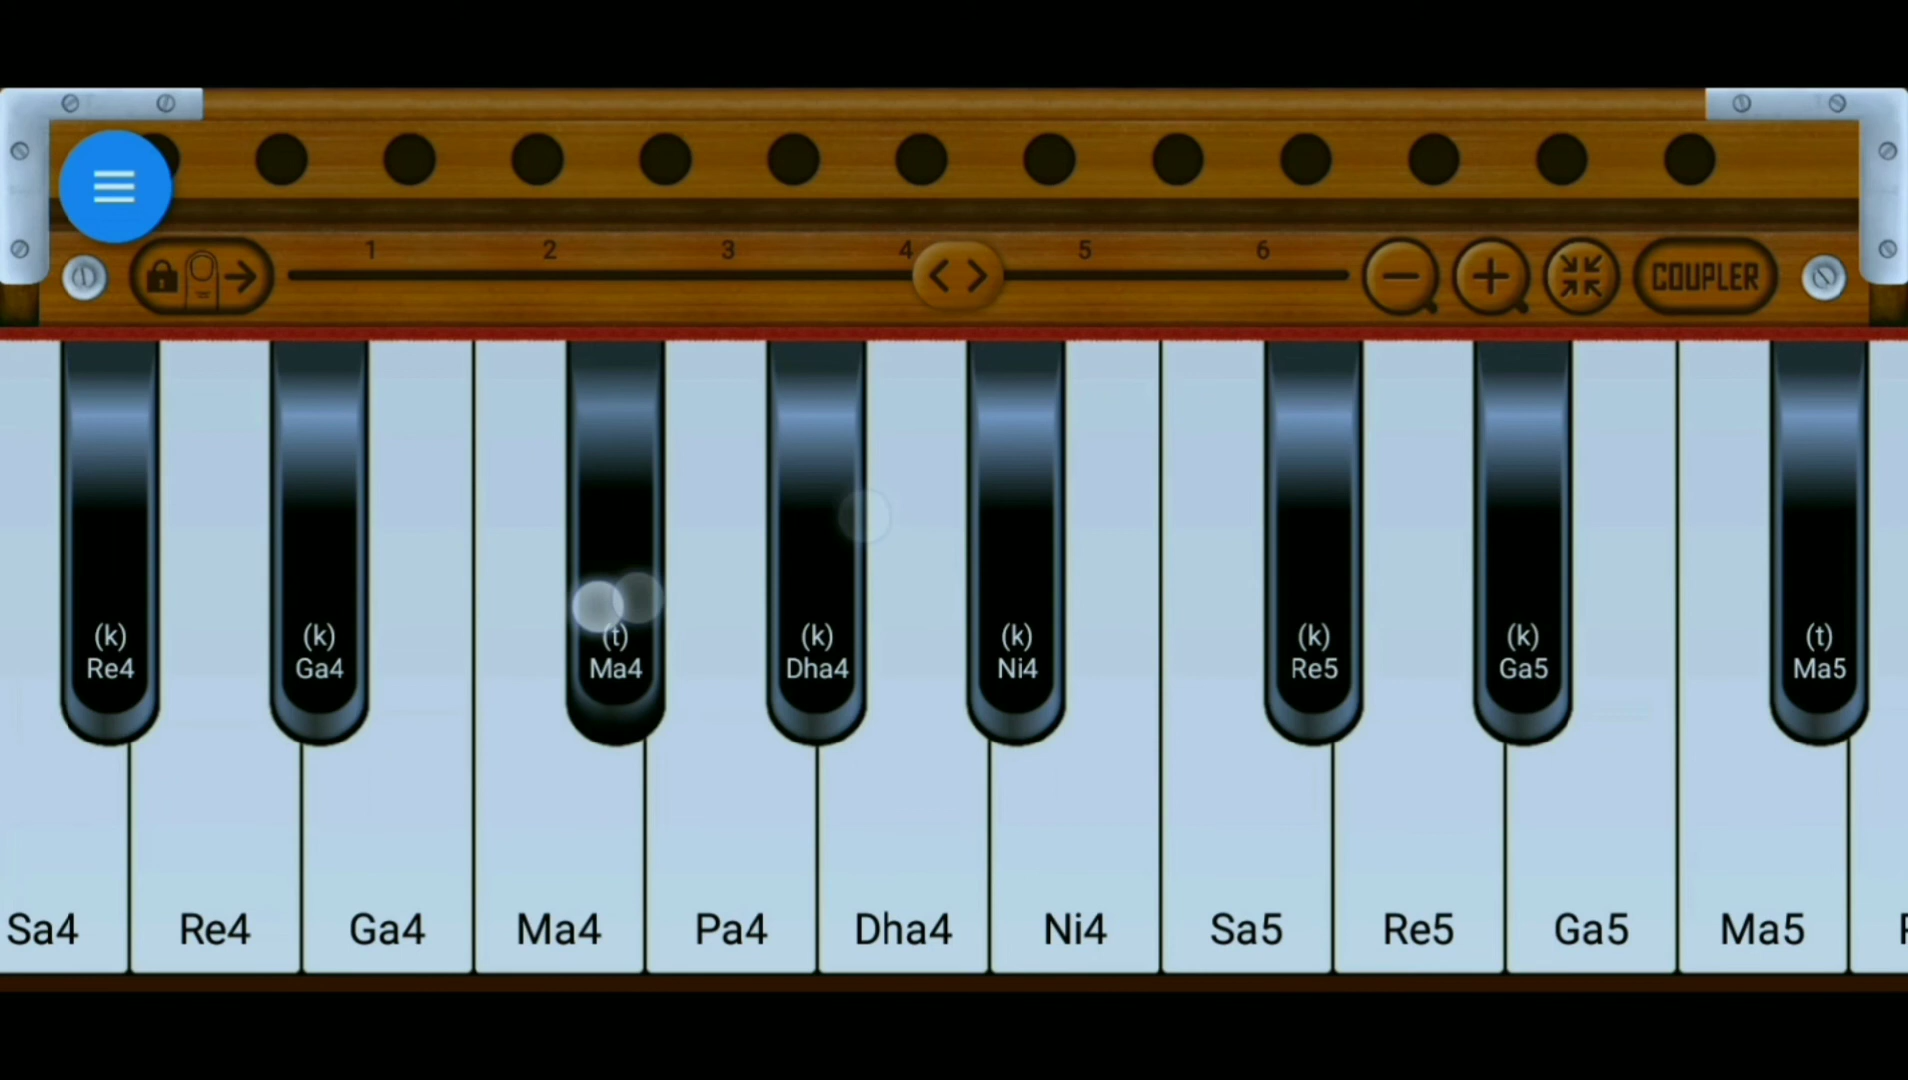 1 2 3 4 5 6
COUPLER
(k) (k) (t) (k) (k) (k) (k) (t)
Re4 Ga4 Ma4 Dha4 Ni4 Re5 Ga5 Ma5
Sa4 Re4 Ga4 Ma4 Pa4 Dha4 Ni4 Sa5 Re5 Ga5 Ma5